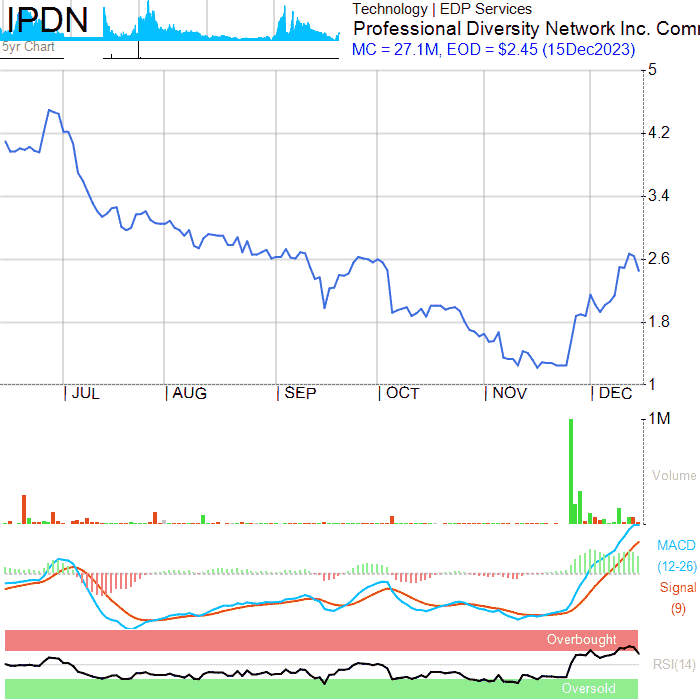 IPDN
5yr Chart
Technology | EDP Services
Professional Diversity Network Inc. Comm
MC = 27.1M, EOD = $2.45 (15Dec2023)
5
4.2
3.4
2.6
1.8
1
JUL AUG SEP OCT NOV DEC
1M
Volume
MACD
(12-26)
Signal
(9)
Overbought
RSI(14)
Oversold